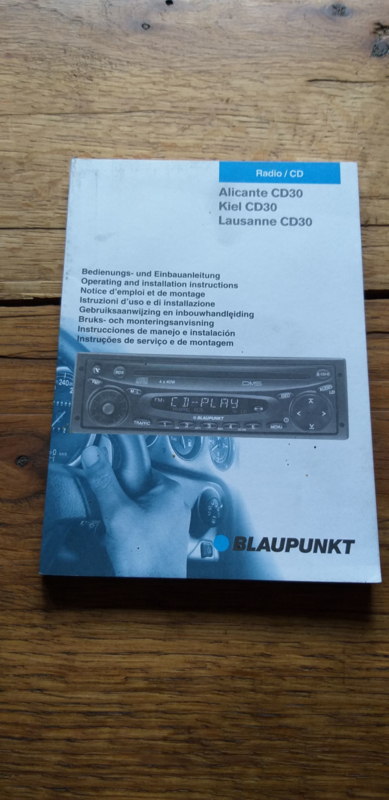 Radio / CD
Alicante CD30
Kiel CD30
Lausanne CD30
Bedienungs- und Einbauanleitung
Operating and installation instructions
Notice d'emploi et de montage
Istruzioni d'uso e di installazione
Gebruiksaanwijzing en inbouwhandleiding
Bruks- och monteringsanvisning
Instrucciones de manejo e instalación
Instruções de serviço e de montagem
240
CD-PLAY
BLAUPUNKT
TRAFFIC
MENU
BLAUPUNKT